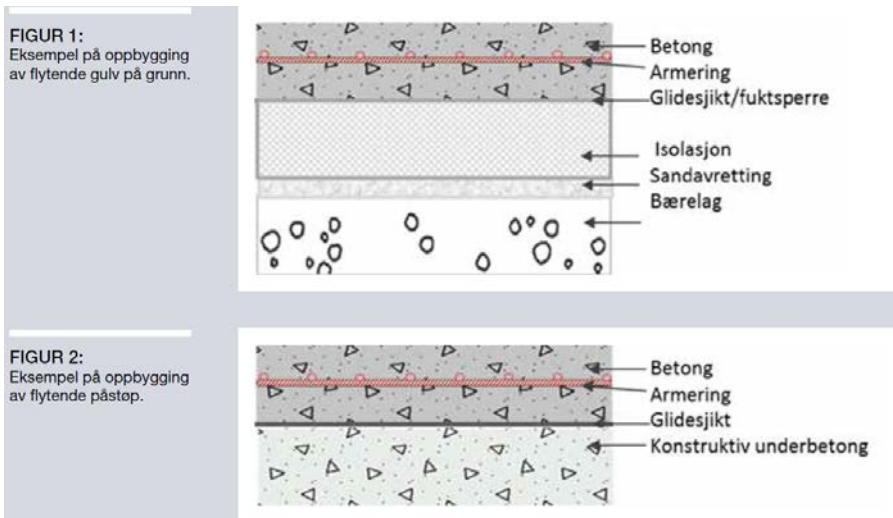 FIGUR 1:
Eksempel på oppbygging
av flytende gulv på grunn.
Betong
Armering
Glidesjikt/fuktsperre
Isolasjon
Sandavretting
Bærelag
FIGUR 2:
Eksempel på oppbygging
av flytende påstøp.
Betong
Armering
Glidesjikt
Konstruktiv underbetong